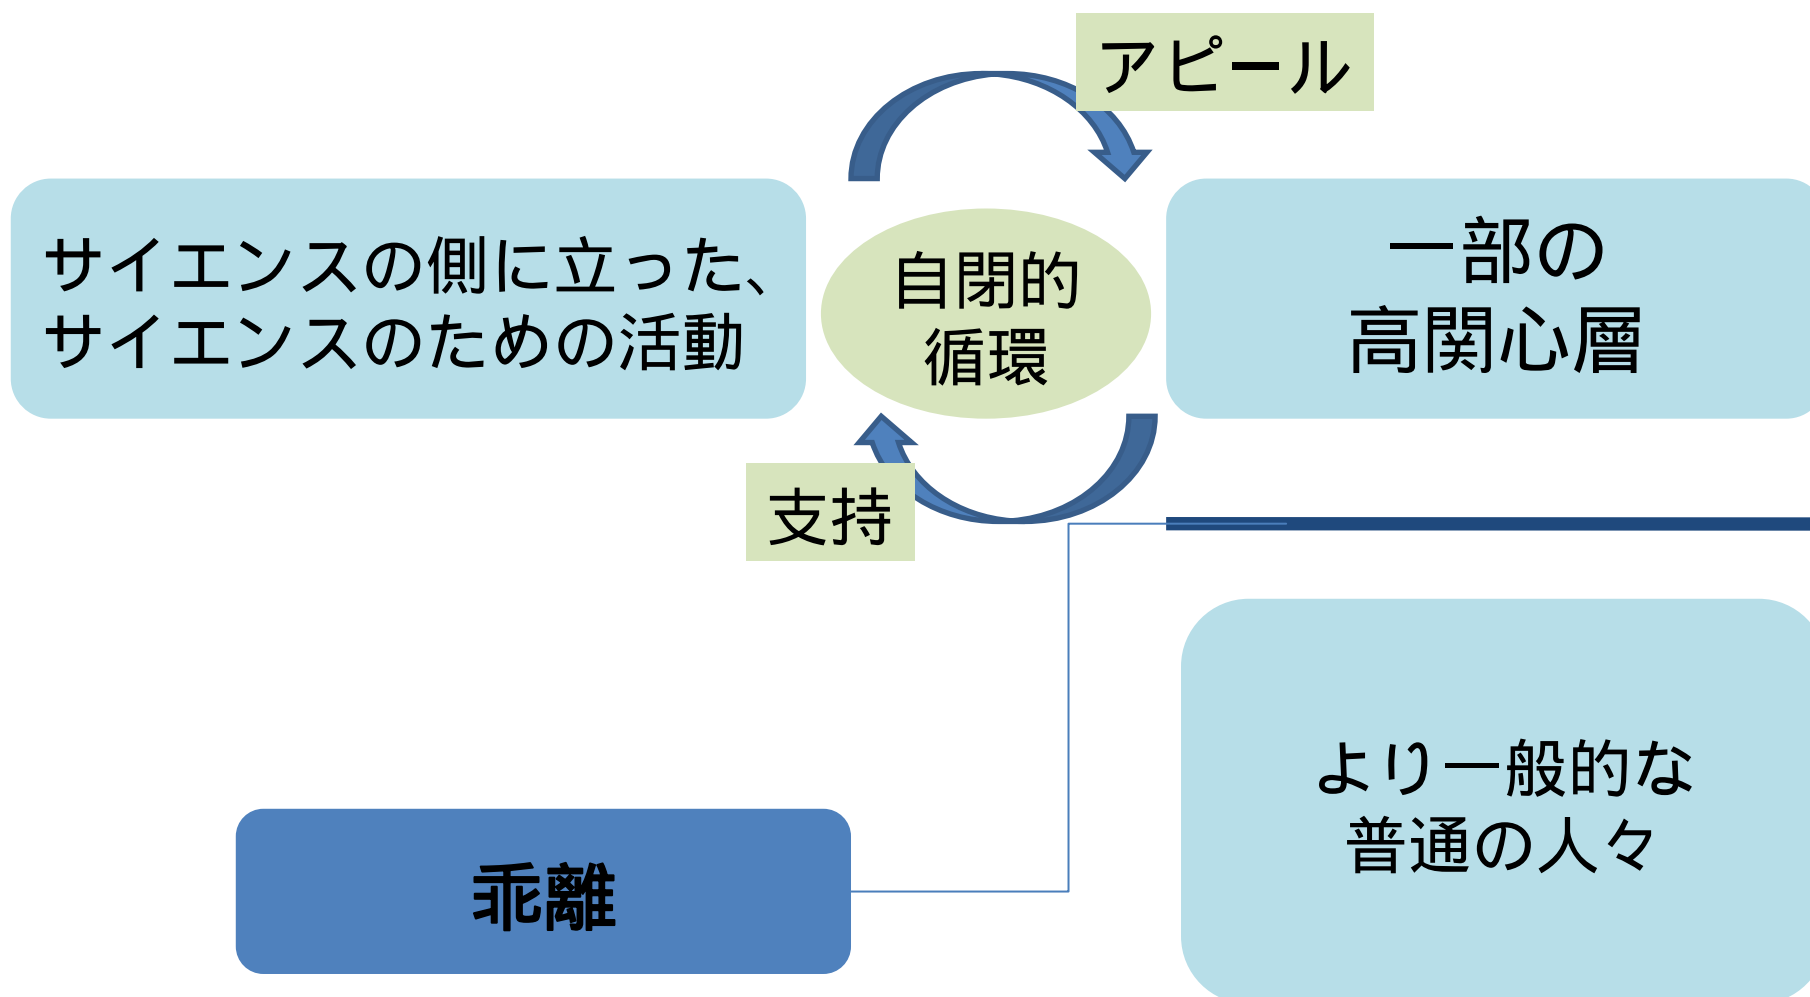 アピール
サイエンスの側に立った、
サイエンスのための活動
自閉的
循環
一部の
高関心層
支持
より一般的な
普通の人々
乖離